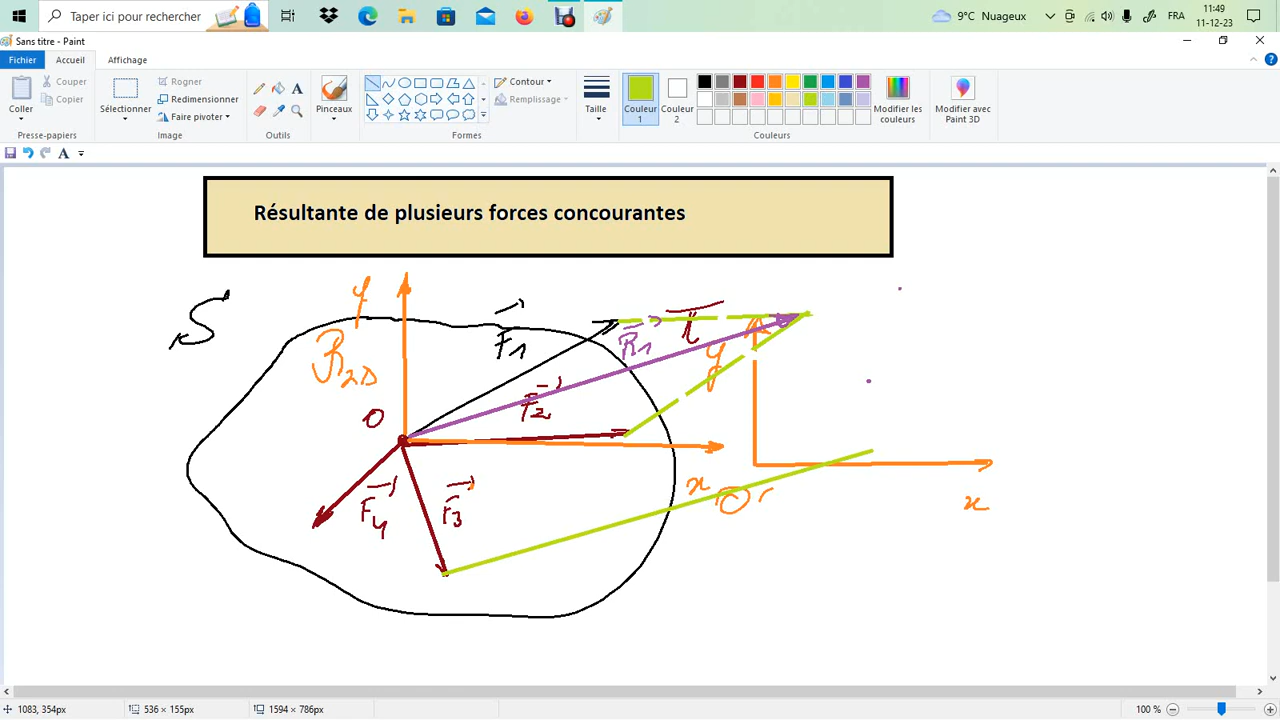 Taper ici pour rechercher
9°C Nuageux
FRA
11:49
11-12-23
Sans titre - Paint
Fichier
Accueil
Affichage
Coller
Couper
Copier
Presse-papiers
Sélectionner
Rogner
Redimensionner
Faire pivoter
Image
A
Outils
Pinceaux
Formes
Contour
Remplissage
Taille
Couleur
1
Couleur
2
Couleurs
Modifier les
couleurs
Modifier avec
Paint 3D
A
Résultante de plusieurs forces concourantes
S
y
R2D
F1
R1
π
y
F2
O
x
O'
x
F4
F3
1083, 354px
536 × 155px
1594 × 786px
100 %